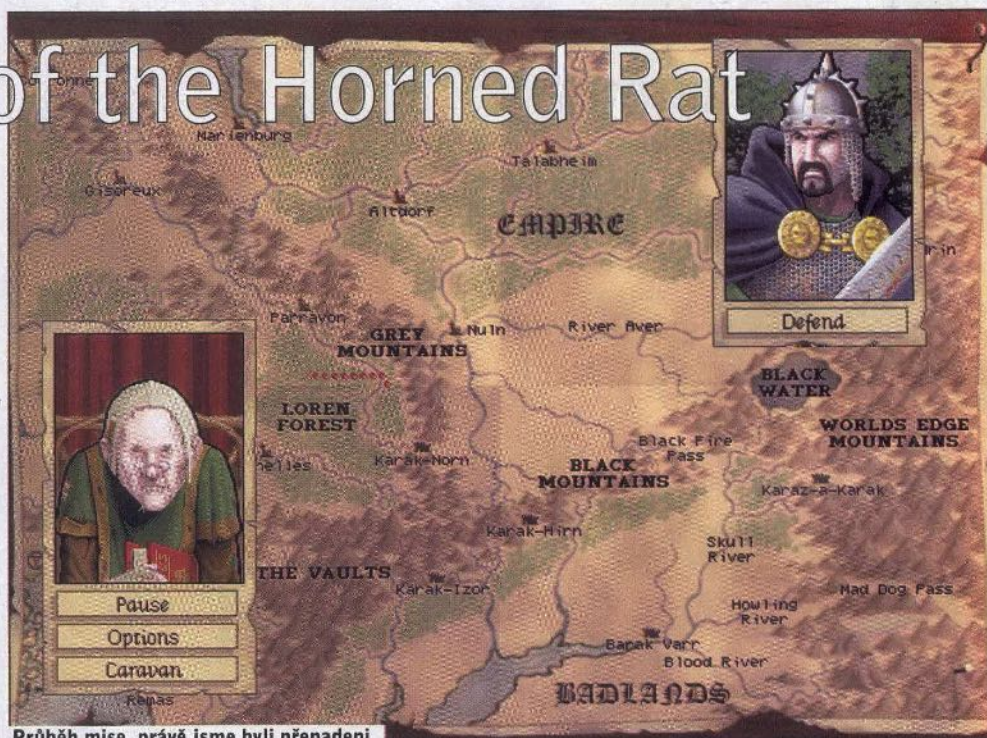 of the Horned Rat
Marienburg
Talabheim
Gisoreux
Altdorf
EMPIRE
Defend
Parravon
GREY
MOUNTAINS
Nuln
River Aver
BLACK
WATER
LOREN
FOREST
WORLDS EDGE
MOUNTAINS
Black Fire
Pass
Karak-Norn
BLACK
MOUNTAINS
Karaz-a-Karak
Karak-Hirn
Skull
River
THE VAULTS
Karak-Izor
Mad Dog Pass
Pause
Howling
River
Options
Barak Varr
Blood River
Caravan
Remas
BADLANDS
Průběh mise, právě jsme byli přepadeni